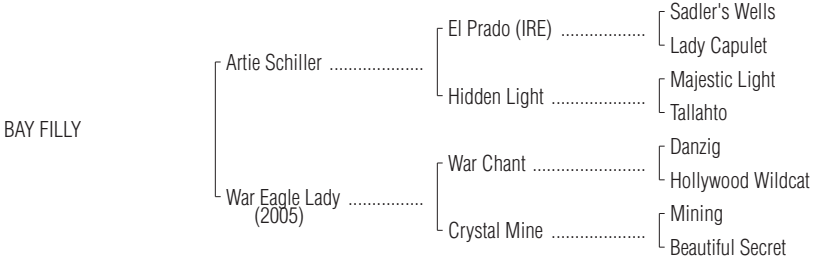 Sadler's Wells
El Prado (IRE) ...................
Lady Capulet
Artie Schiller .....................
Majestic Light
Hidden Light .....................
Tallahto
BAY FILLY
Danzig
War Chant .........................
Hollywood Wildcat
War Eagle Lady .................
(2005)
Mining
Crystal Mine .....................
Beautiful Secret